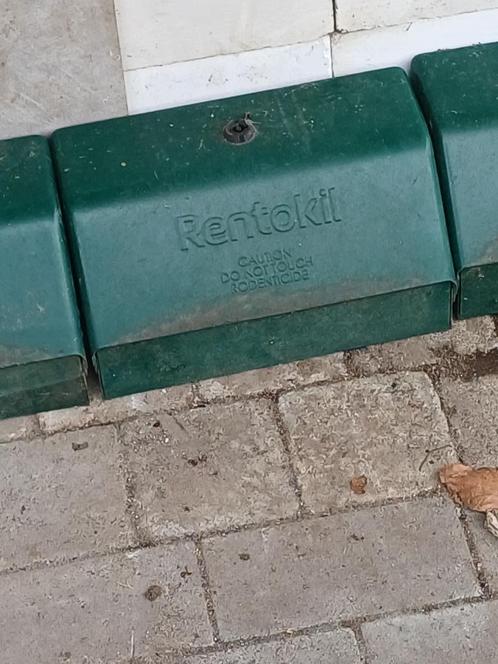 Rentokil
CAUTION
DO NOT TOUCH
RODENTICIDE